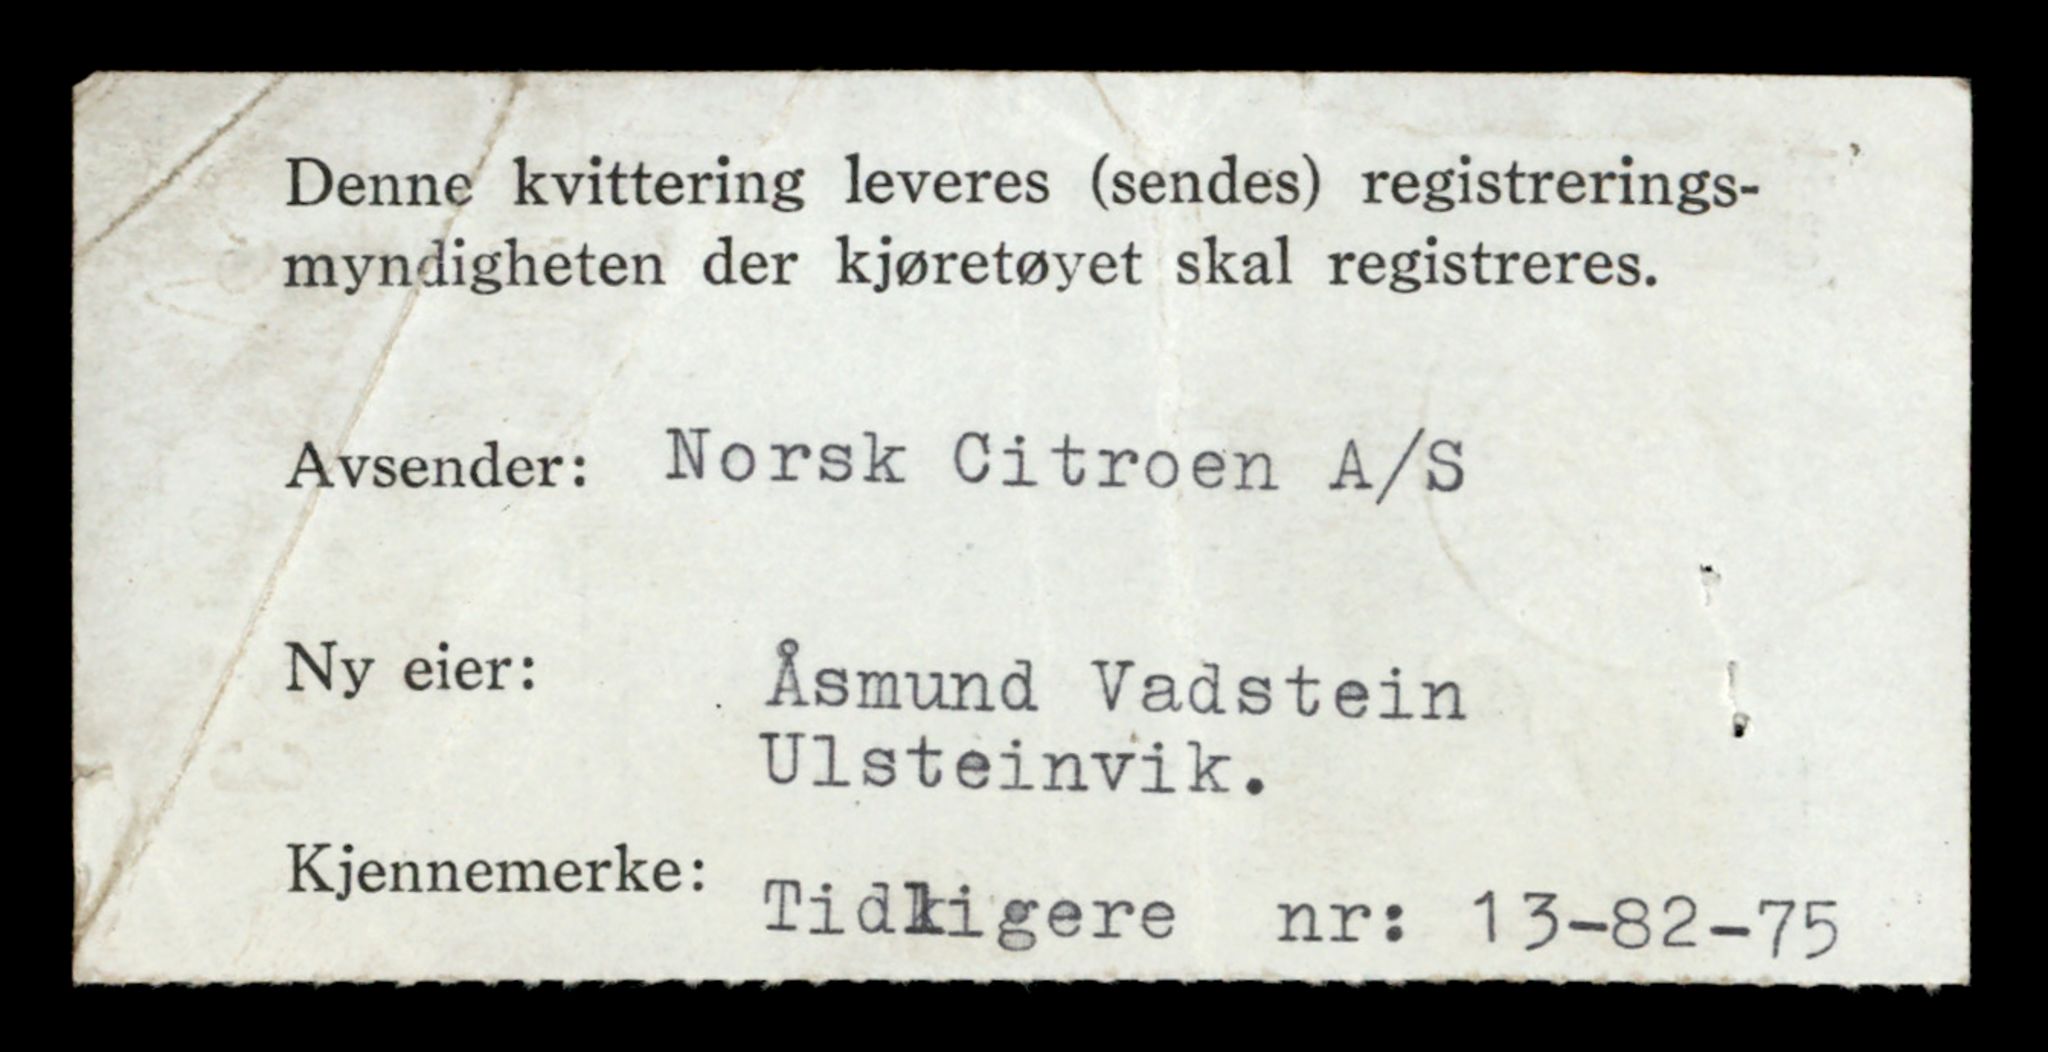 Denne kvittering leveres (sendes) registrerings-
myndigheten der kjøretøyet skal registreres.
Avsender: Norsk Citroen A/S
Ny eier: Åsmund Vadstein
Ulsteinvik.
Kjennemerke: Tidligere nr: 13-82-75